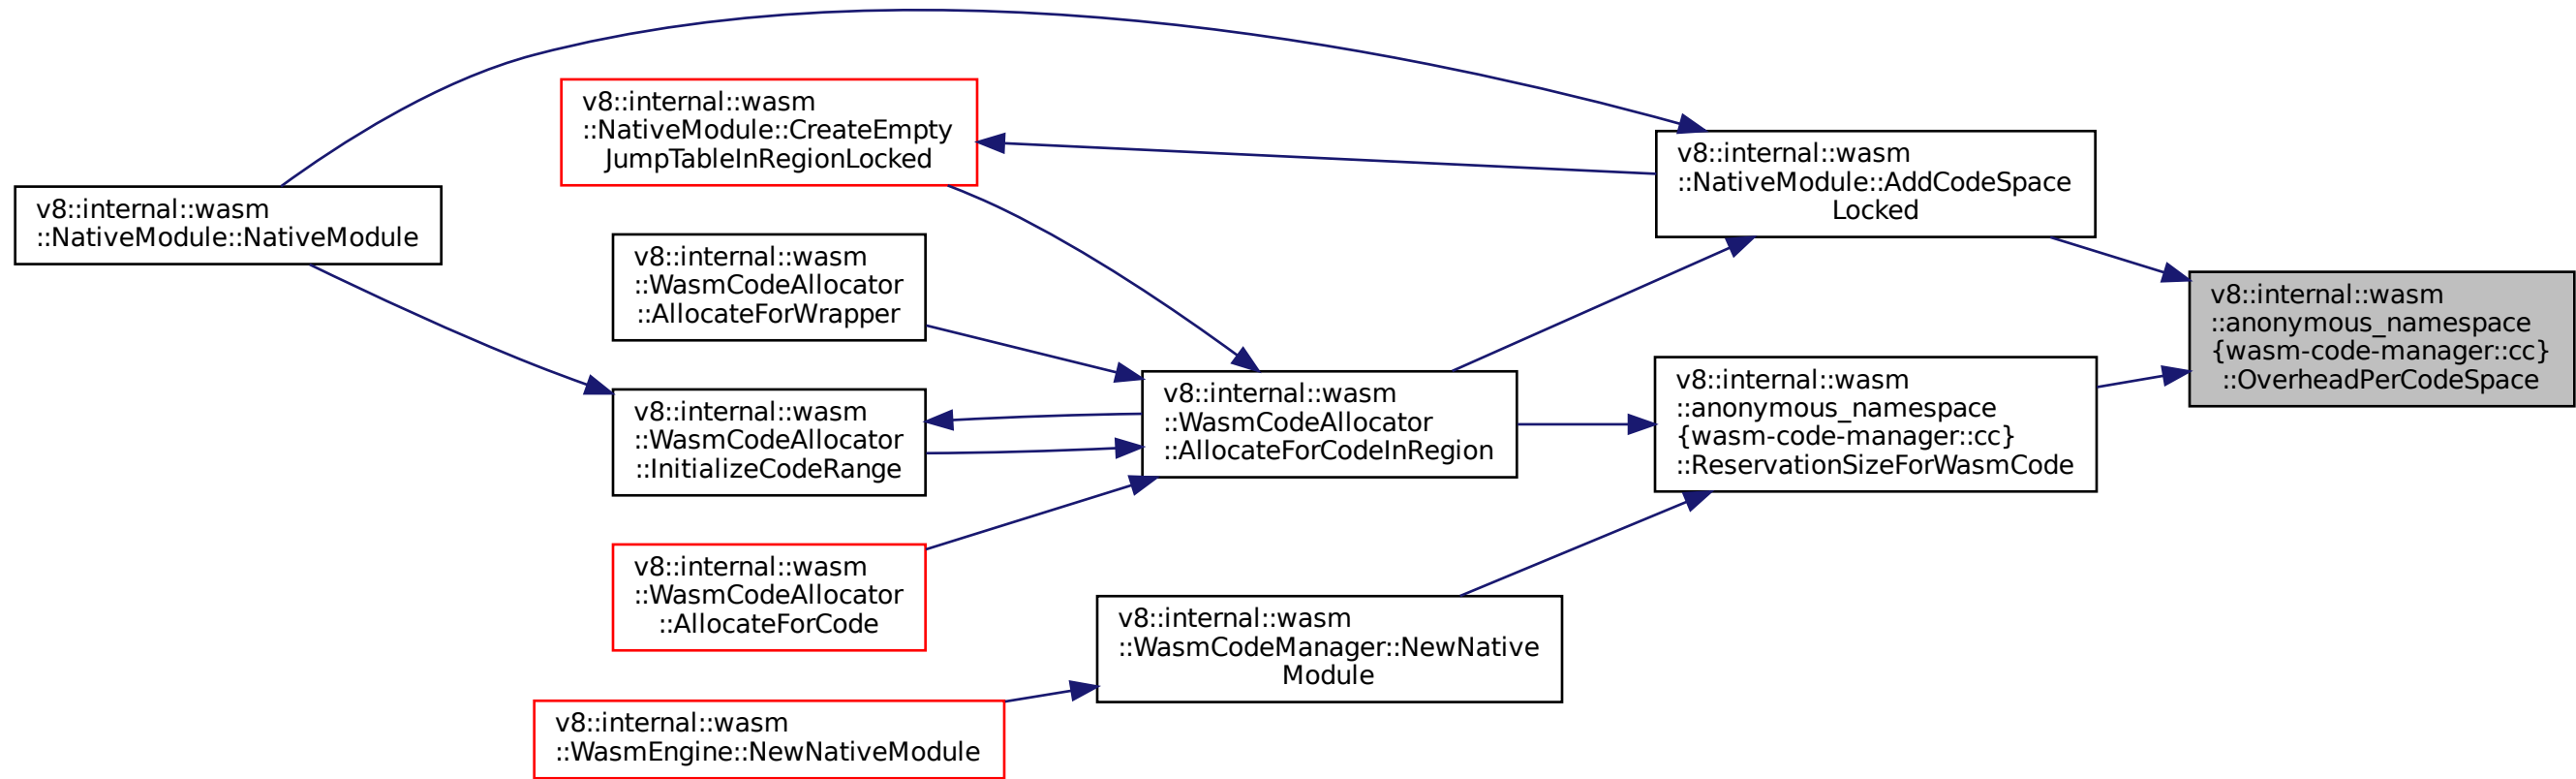 v8::internal::wasm
::NativeModule::NativeModule
v8::internal::wasm
::NativeModule::CreateEmpty
JumpTableInRegionLocked
v8::internal::wasm
::WasmCodeAllocator
::AllocateForWrapper
v8::internal::wasm
::WasmCodeAllocator
::InitializeCodeRange
v8::internal::wasm
::WasmCodeAllocator
::AllocateForCode
v8::internal::wasm
::WasmEngine::NewNativeModule
v8::internal::wasm
::WasmCodeAllocator
::AllocateForCodeInRegion
v8::internal::wasm
::WasmCodeManager::NewNative
Module
v8::internal::wasm
::NativeModule::AddCodeSpace
Locked
v8::internal::wasm
::anonymous_namespace
{wasm-code-manager::cc}
::ReservationSizeForWasmCode
v8::internal::wasm
::anonymous_namespace
{wasm-code-manager::cc}
::OverheadPerCodeSpace